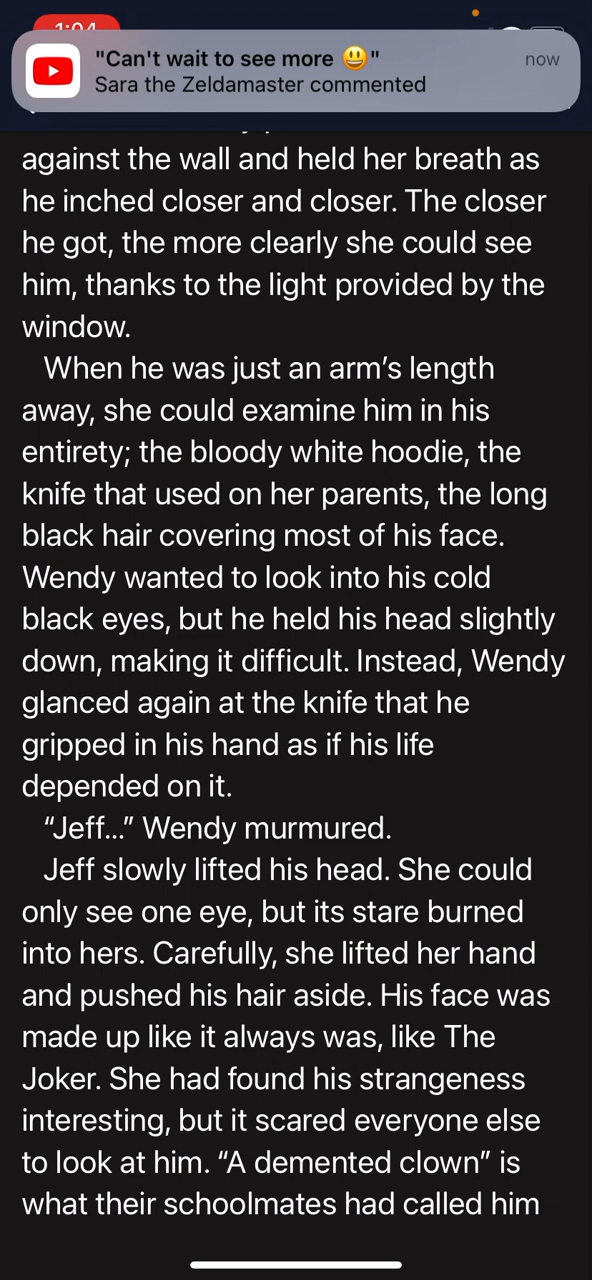 1:04
"Can't wait to see more 😃"
now
Sara the Zeldamaster commented
against the wall and held her breath as
he inched closer and closer. The closer
he got, the more clearly she could see
him, thanks to the light provided by the
window.
When he was just an arm’s length
away, she could examine him in his
entirety; the bloody white hoodie, the
knife that used on her parents, the long
black hair covering most of his face.
Wendy wanted to look into his cold
black eyes, but he held his head slightly
down, making it difficult. Instead, Wendy
glanced again at the knife that he
gripped in his hand as if his life
depended on it.
“Jeff...” Wendy murmured.
Jeff slowly lifted his head. She could
only see one eye, but its stare burned
into hers. Carefully, she lifted her hand
and pushed his hair aside. His face was
made up like it always was, like The
Joker. She had found his strangeness
interesting, but it scared everyone else
to look at him. “A demented clown” is
what their schoolmates had called him